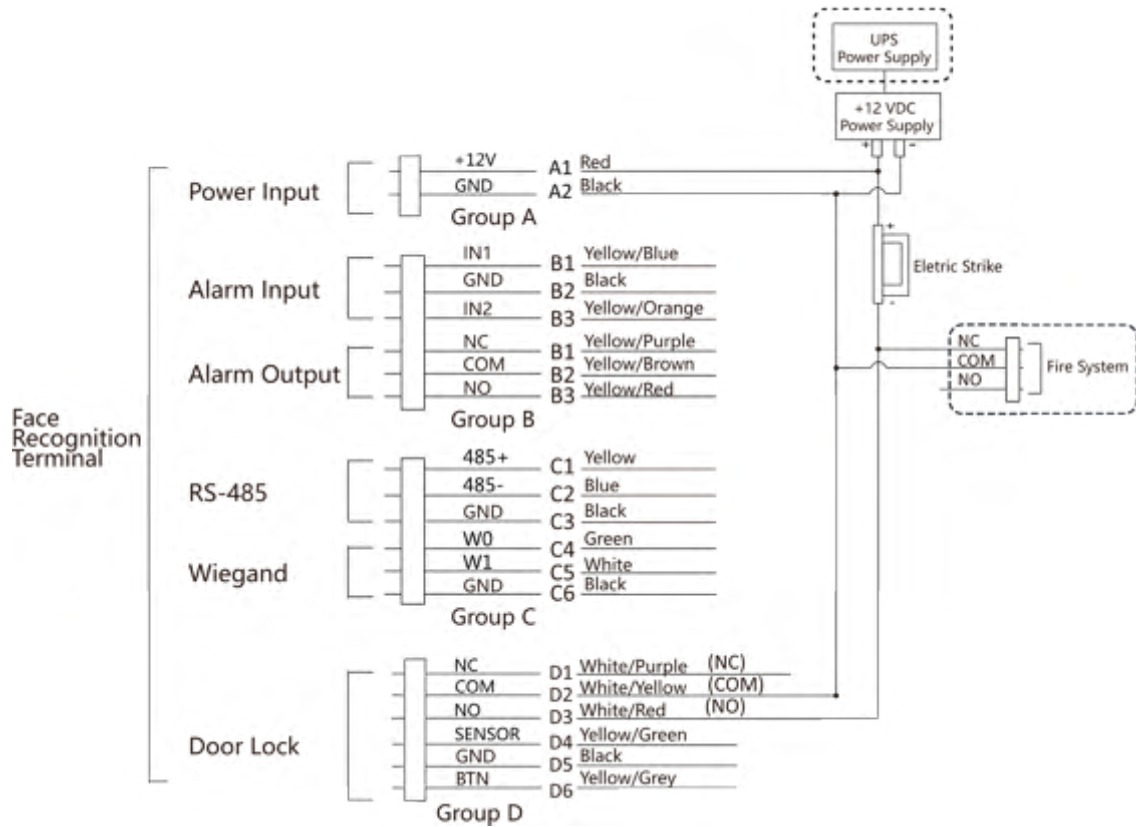 UPS
Power Supply
+12 VDC
Power Supply
+ -
Power Input
+12V A1 Red
GND A2 Black
Group A
+
Eletric Strike
-
Alarm Input
IN1 B1 Yellow/Blue
GND B2 Black
IN2 B3 Yellow/Orange
Alarm Output
NC B1 Yellow/Purple
COM B2 Yellow/Brown
NO B3 Yellow/Red
Group B
NC
COM
NO
Fire System
Face
Recognition
Terminal
RS-485
485+ C1 Yellow
485- C2 Blue
GND C3 Black
Wiegand
W0 C4 Green
W1 C5 White
GND C6 Black
Group C
Door Lock
NC D1 White/Purple (NC)
COM D2 White/Yellow (COM)
NO D3 White/Red (NO)
SENSOR D4 Yellow/Green
GND D5 Black
BTN D6 Yellow/Grey
Group D